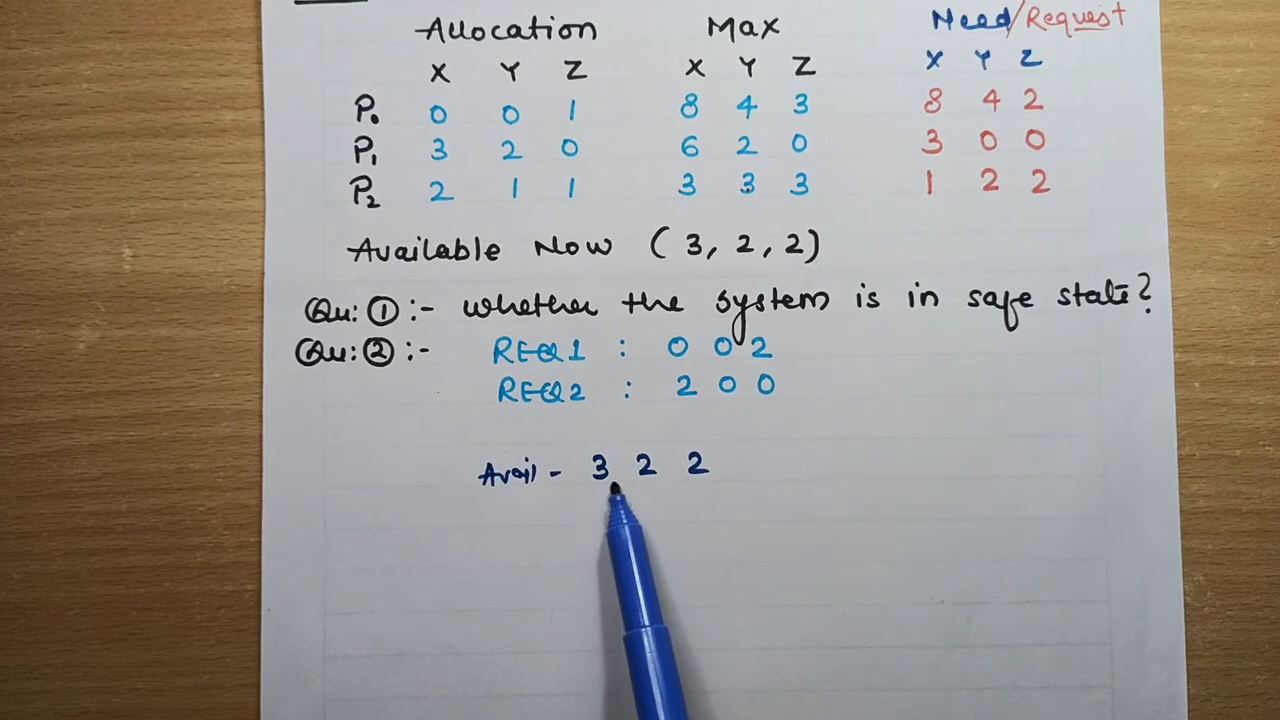 Allocation Max Need/Request
X Y Z X Y Z X Y Z
P0 0 0 1 8 4 3 8 4 2
P1 3 2 0 6 2 0 3 0 0
P2 2 1 1 3 3 3 1 2 2
Available Now (3, 2, 2)
Qu: ① :- whether the system is in safe state?
Qu: ② :- REQ1 : 0 0 2
REQ2 : 2 0 0
Avail - 3 2 2